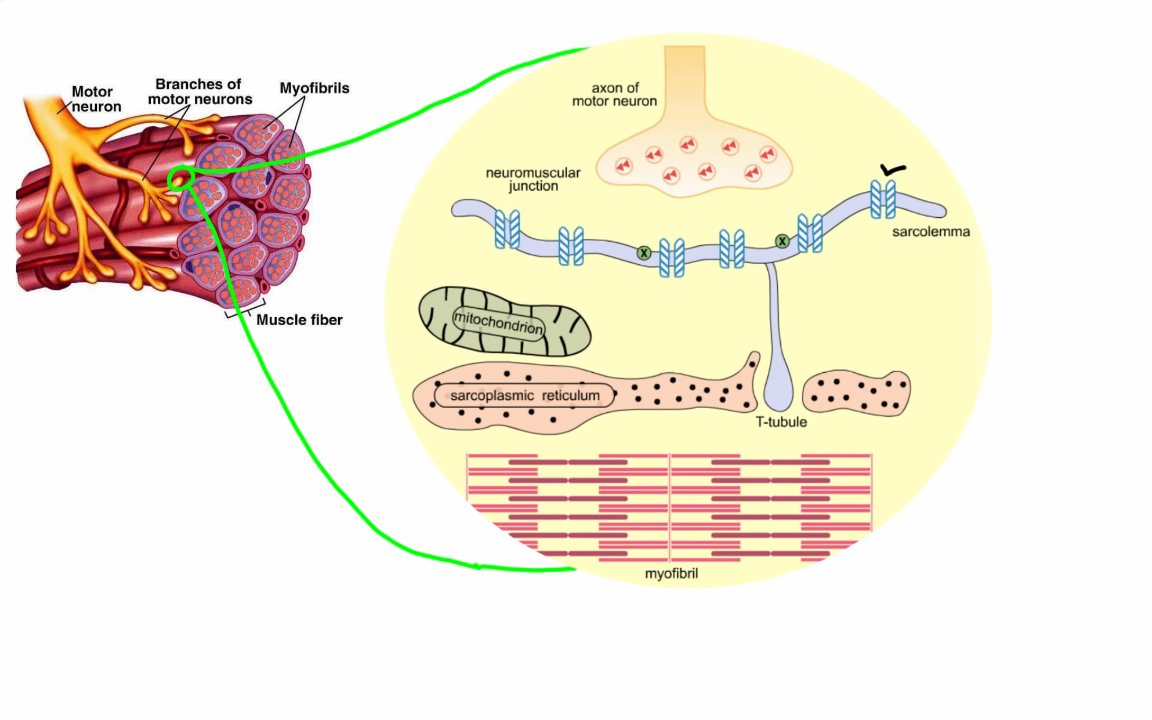 Motor
neuron
Branches of
motor neurons
Myofibrils
Muscle fiber
axon of
motor neuron
neuromuscular
junction
sarcolemma
X
X
mitochondrion
sarcoplasmic reticulum
T-tubule
myofibril